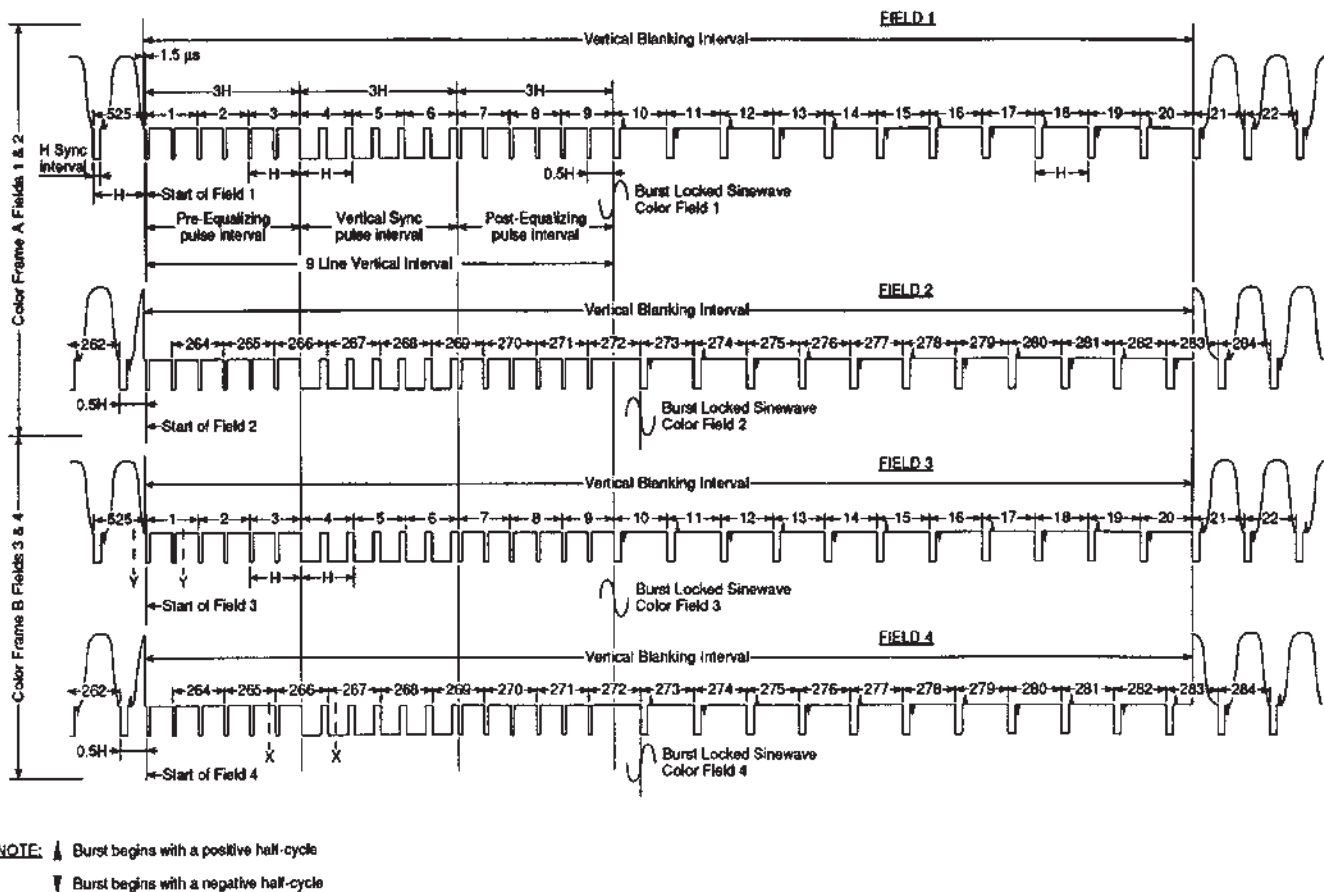 FIELD 1
Vertical Blanking Interval
1.5 µs
3H 3H 3H
525 1 2 3 4 5 6 7 8 9 10 11 12 13 14 15 16 17 18 19 20 21 22
H Sync
interval
H
Start of Field 1
H H
0.5H
H
Burst Locked Sinewave
Color Field 1
Pre-Equalizing
pulse interval
Vertical Sync
pulse interval
Post-Equalizing
pulse interval
9 Line Vertical Interval
Color Frame A Fields 1 & 2
FIELD 2
Vertical Blanking Interval
262 264 265 266 267 268 269 270 271 272 273 274 275 276 277 278 279 280 281 282 283 284
0.5H
Start of Field 2
Burst Locked Sinewave
Color Field 2
FIELD 3
Vertical Blanking Interval
525 1 2 3 4 5 6 7 8 9 10 11 12 13 14 15 16 17 18 19 20 21 22
Y Y
H H
Start of Field 3
Burst Locked Sinewave
Color Field 3
Color Frame B Fields 3 & 4
FIELD 4
Vertical Blanking Interval
262 264 265 266 267 268 269 270 271 272 273 274 275 276 277 278 279 280 281 282 283 284
0.5H
X X
Start of Field 4
Burst Locked Sinewave
Color Field 4
NOTE: Burst begins with a positive half-cycle
Burst begins with a negative half-cycle